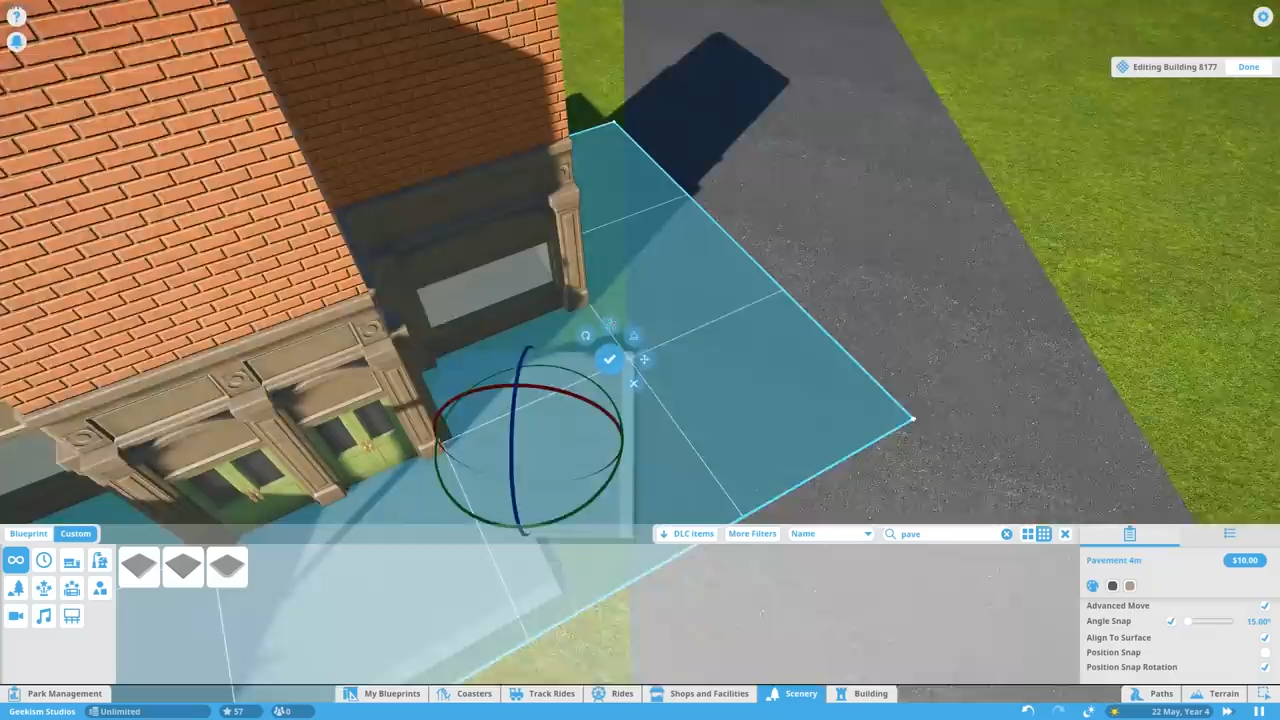 ?
Editing Building 8177 Done
Blueprint Custom DLC items More Filters Name pave
Pavement 4m $10.00
Advanced Move
Angle Snap 15.00°
Align To Surface
Position Snap
Position Snap Rotation
Park Management My Blueprints Coasters Track Rides Rides Shops and Facilities Scenery Building Paths Terrain
Geekism Studios Unlimited 57 0 22 May, Year 4